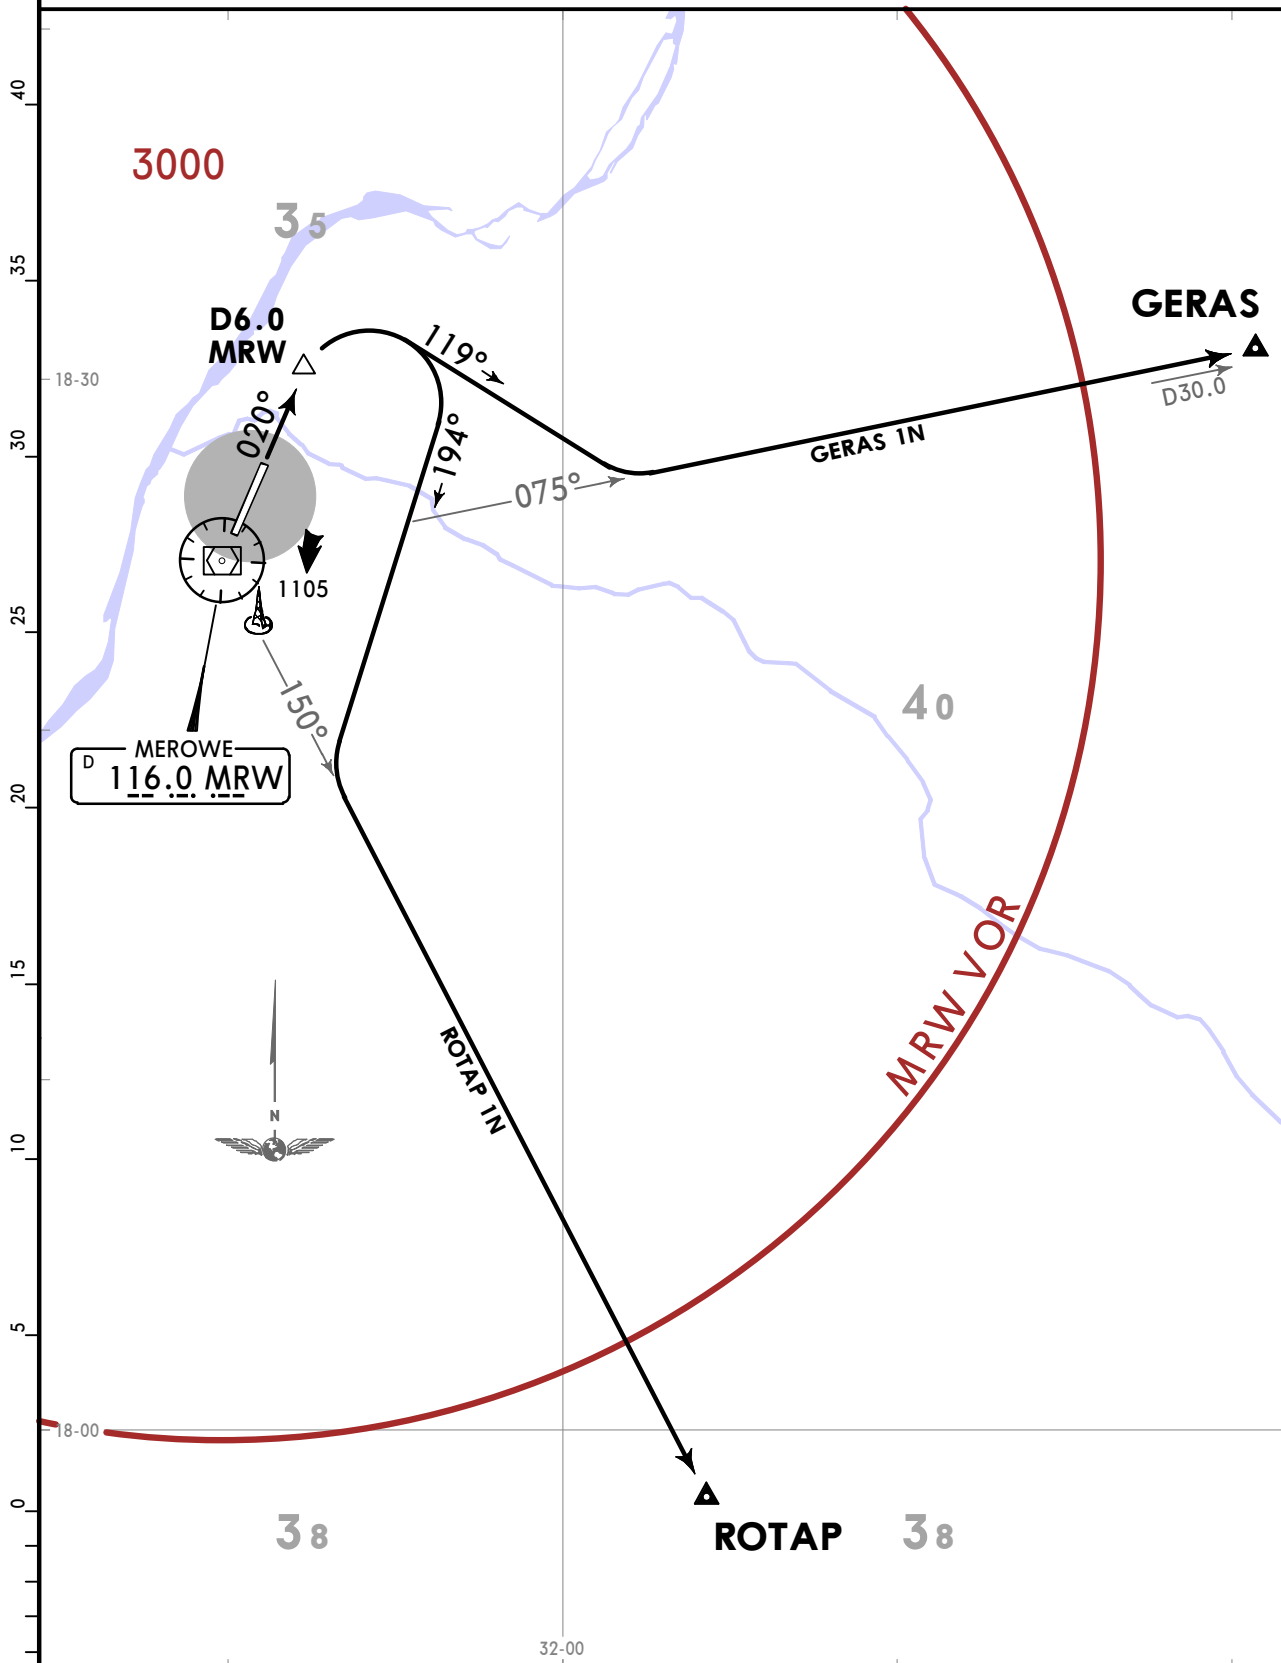 40
3000
35
D6.0
MRW
GERAS
119°
35
18-30
D30.0
020°
194°
GERAS 1N
30
075°
1105
25
40
150°
MEROWE
D 116.0 MRW
20
MRW VOR
15
ROTAP 1N
N
10
5
18-00
0
38
ROTAP
38
32-00